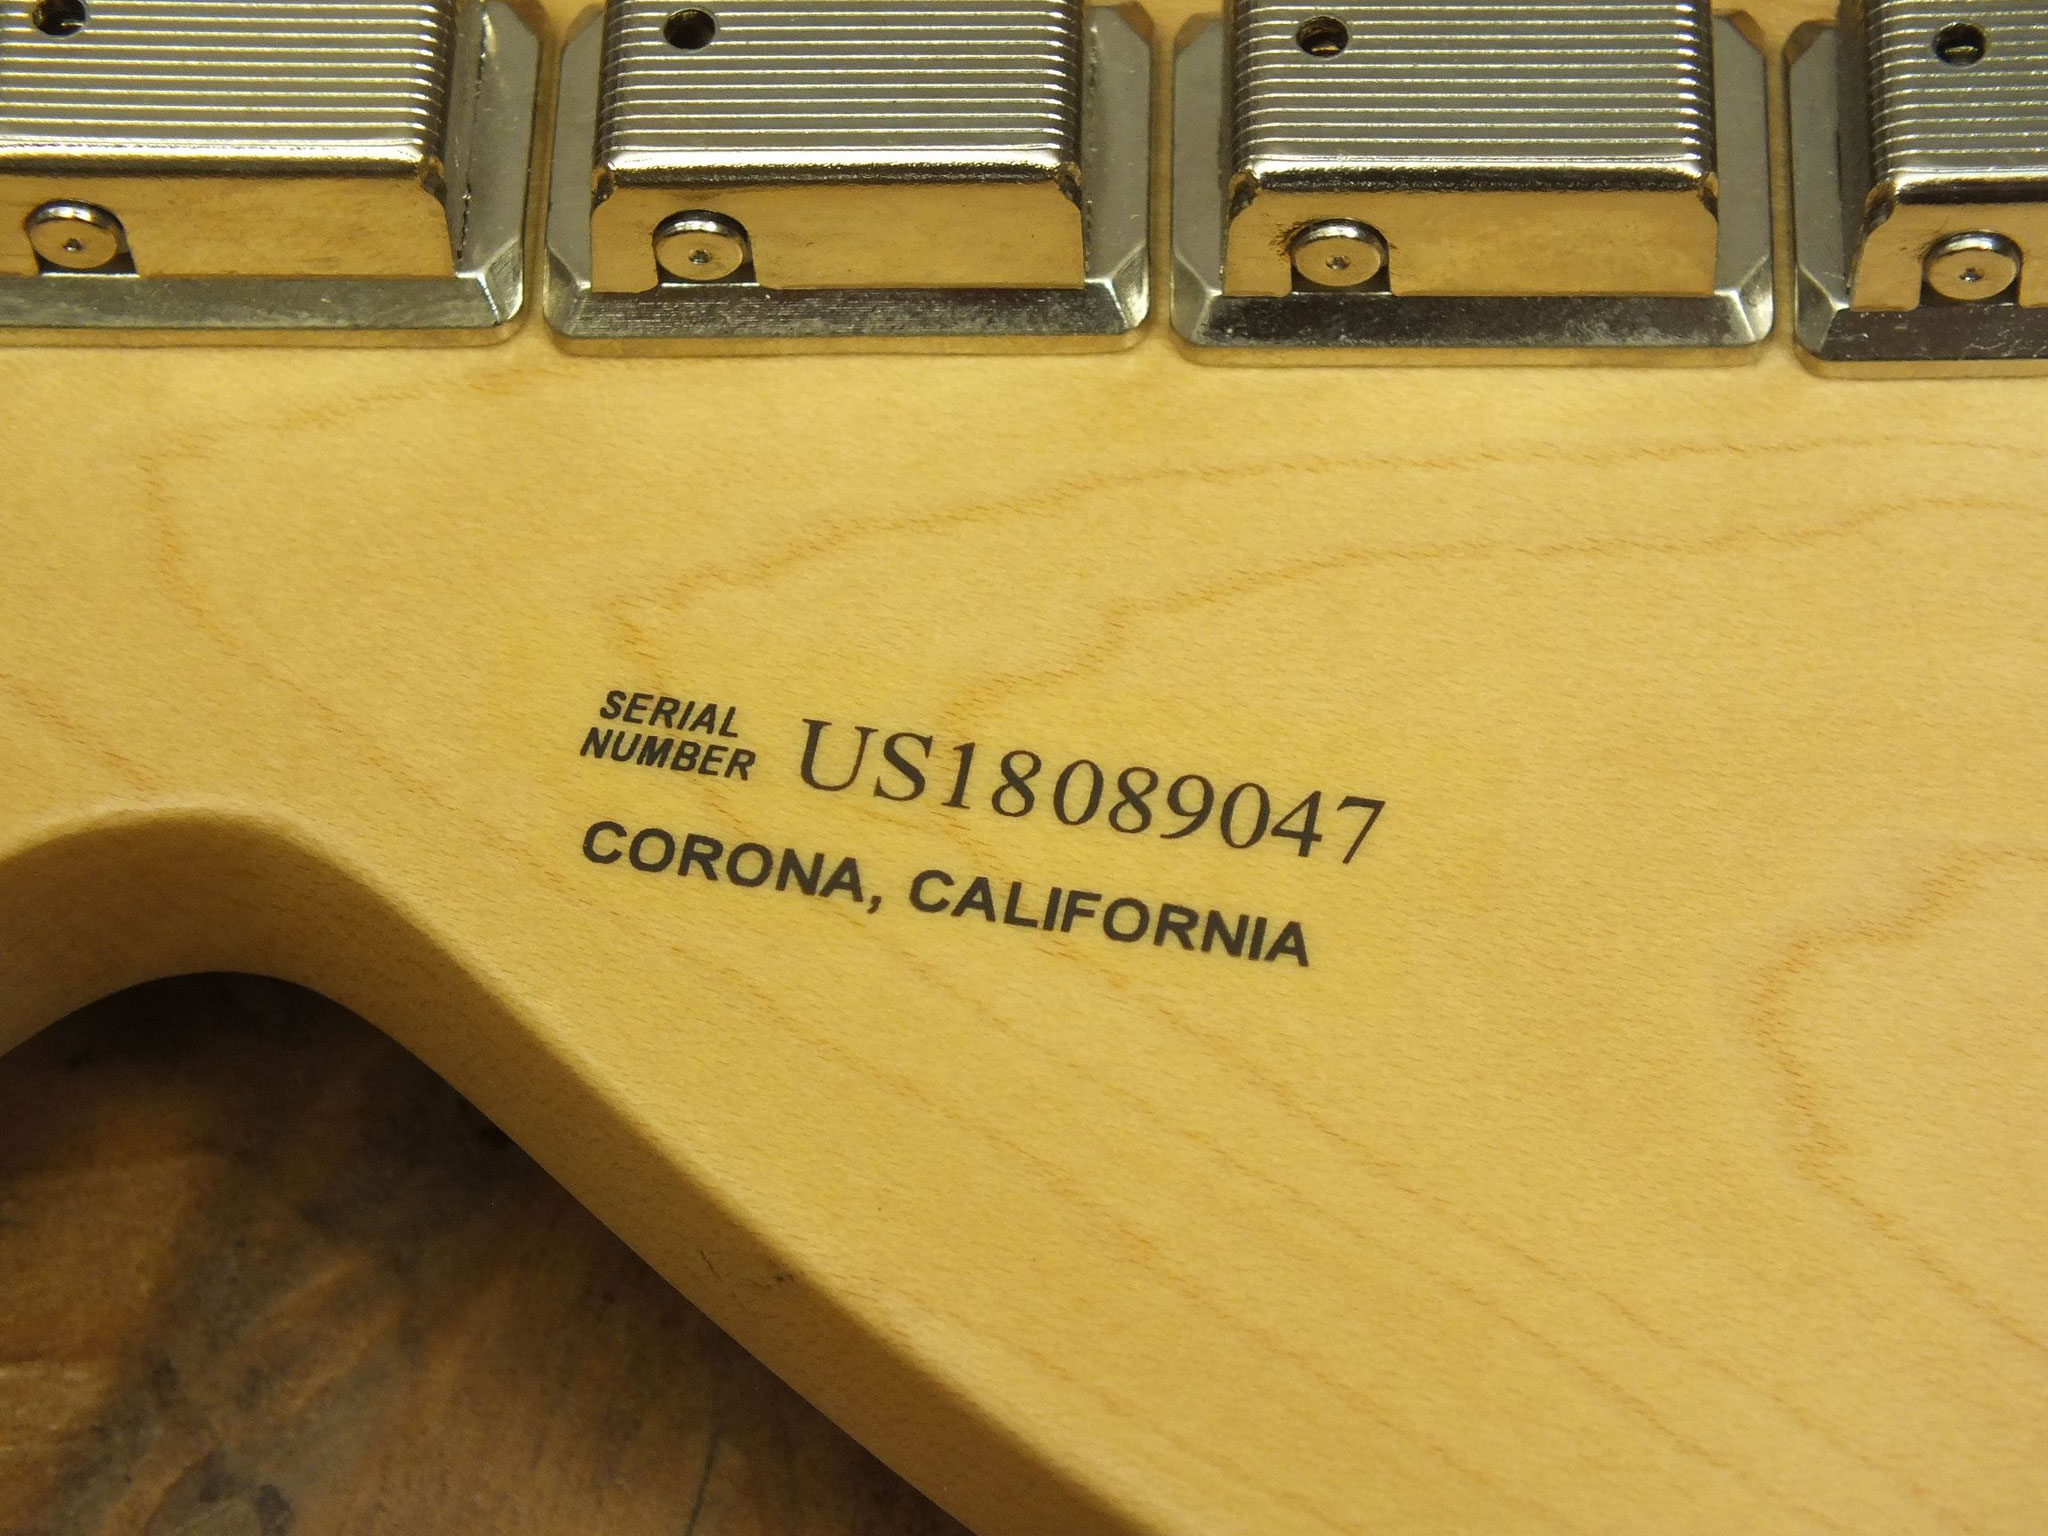 SERIAL
NUMBER US18089047
CORONA, CALIFORNIA